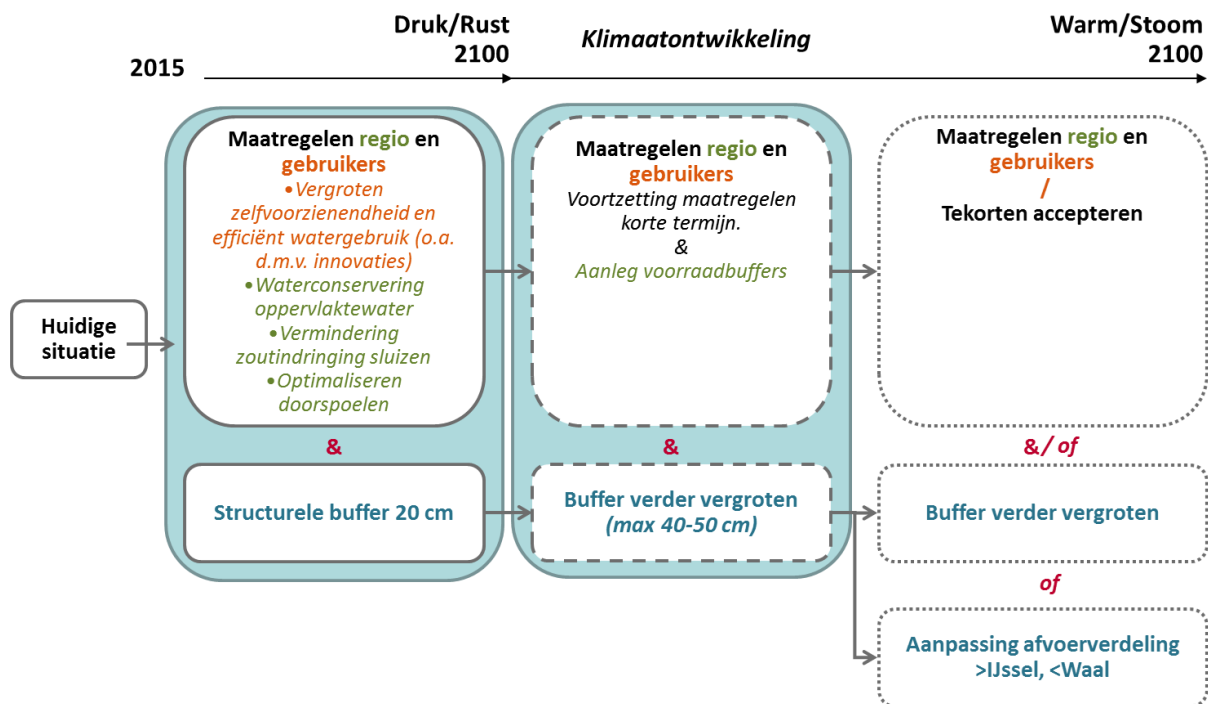 Druk/Rust
2100
Klimaatontwikkeling
Warm/Stoom
2100
2015
Huidige
situatie
Maatregelen regio en
gebruikers
•Vergroten
zelfvoorzienendheid en
efficiënt watergebruik (o.a.
d.m.v. innovaties)
•Waterconservering
oppervlaktewater
•Vermindering
zoutindringing sluizen
•Optimaliseren
doorspoelen
&
Structurele buffer 20 cm
Maatregelen regio en
gebruikers
Voortzetting maatregelen
korte termijn.
&
Aanleg voorraadbuffers
&
Buffer verder vergroten
(max 40-50 cm)
Maatregelen regio en
gebruikers
/
Tekorten accepteren
&/ of
Buffer verder vergroten
of
Aanpassing afvoerverdeling
>IJssel, <Waal